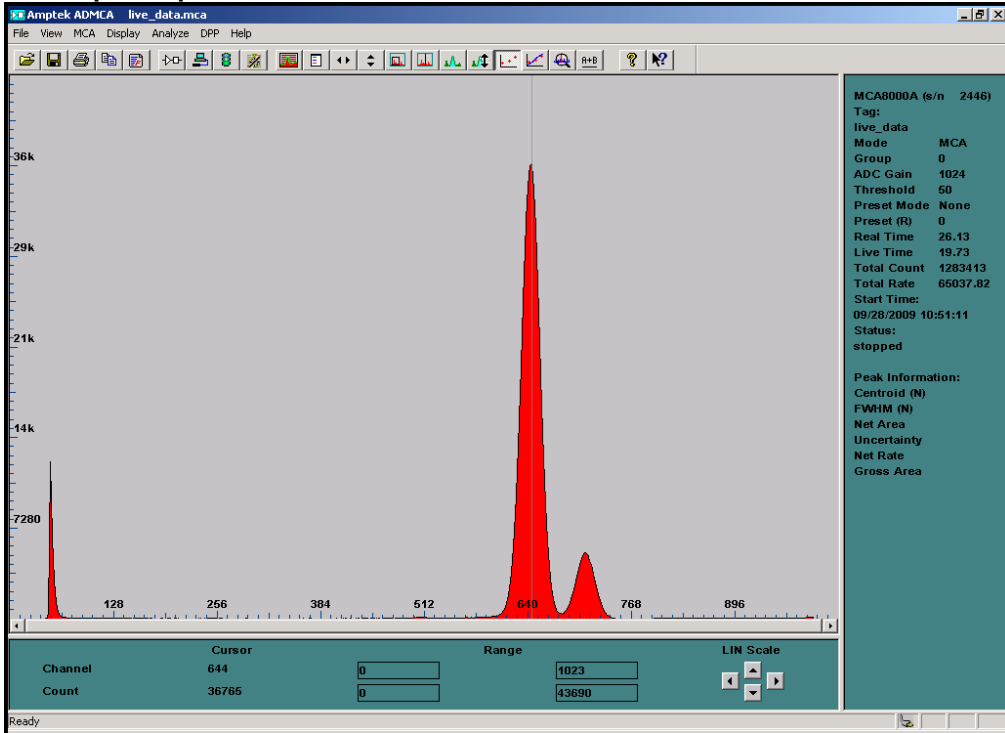 Amptek ADMCA live_data.mca
File View MCA Display Analyze DPP Help
A+B
36k
29k
21k
14k
7280
128 256 384 512 640 768 896
MCA8000A (s/n 2446)
Tag:
live_data
Mode MCA
Group 0
ADC Gain 1024
Threshold 50
Preset Mode None
Preset (R) 0
Real Time 26.13
Live Time 19.73
Total Count 1283413
Total Rate 65037.82
Start Time:
09/28/2009 10:51:11
Status:
stopped
Peak Information:
Centroid (N)
FWHM (N)
Net Area
Uncertainty
Net Rate
Gross Area
Cursor Range LIN Scale
Channel 644 0 1023
Count 36765 0 43690
Ready